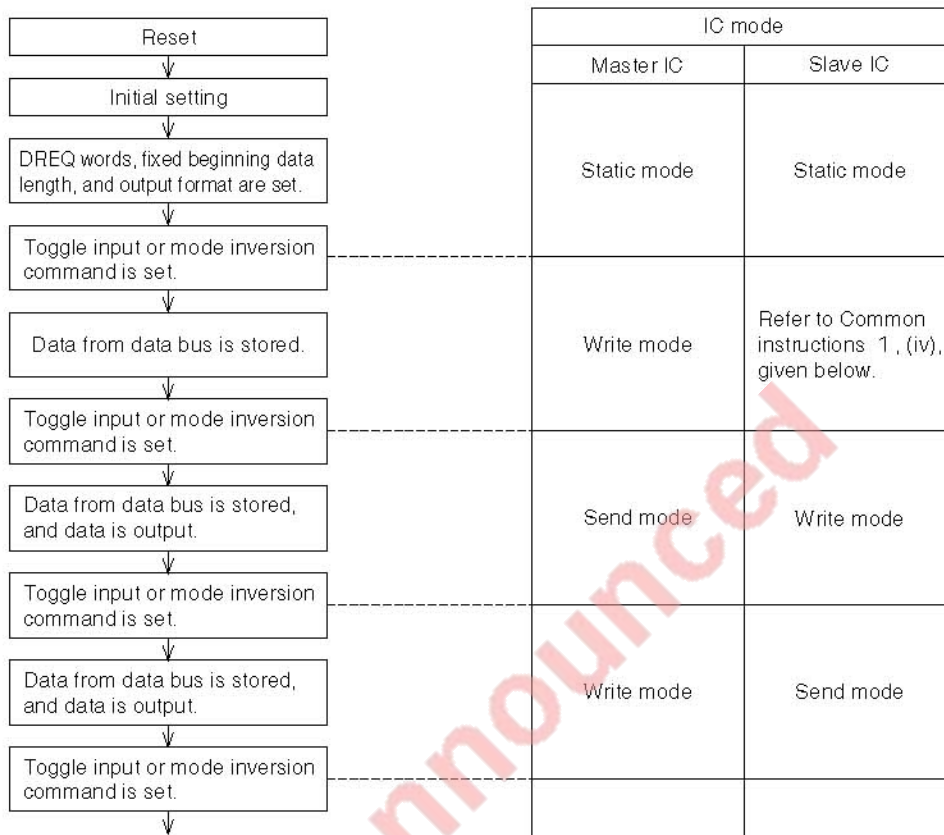 Reset
Initial setting
DREQ words, fixed beginning data
length, and output format are set.
Toggle input or mode inversion
command is set.
Data from data bus is stored.
Toggle input or mode inversion
command is set.
Data from data bus is stored,
and data is output.
Toggle input or mode inversion
command is set.
Data from data bus is stored,
and data is output.
Toggle input or mode inversion
command is set.
IC mode
Master IC
Slave IC
Static mode
Static mode
Write mode
Refer to Common
instructions 1 , (iv),
given below.
Send mode
Write mode
Write mode
Send mode
nnounced